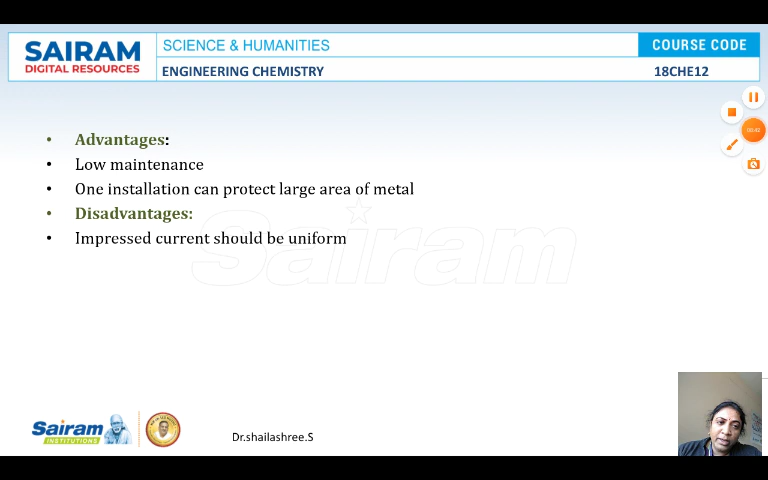 SAIRAM
DIGITAL RESOURCES
SCIENCE & HUMANITIES
COURSE CODE
ENGINEERING CHEMISTRY
18CHE12
• Advantages:
• Low maintenance
• One installation can protect large area of metal
• Disadvantages:
• Impressed current should be uniform
Sairam
Sairam
INSTITUTIONS
Dr.shailashree.S